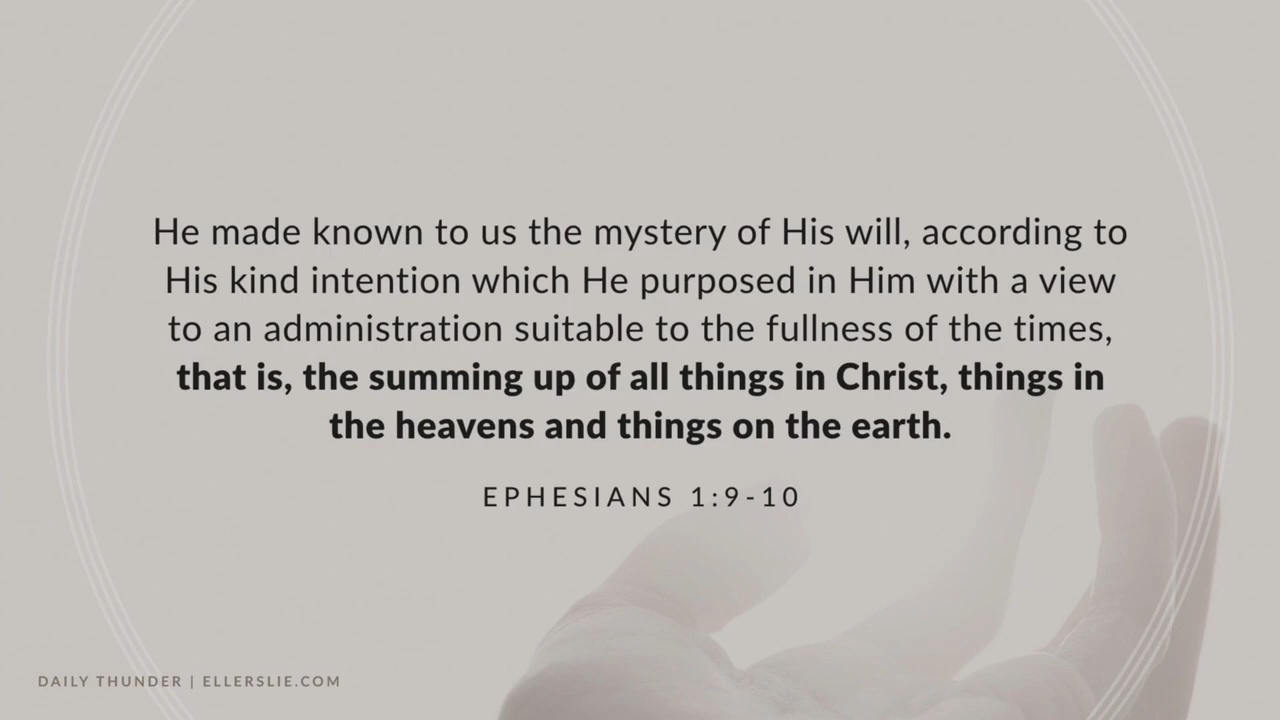 He made known to us the mystery of His will, according to
His kind intention which He purposed in Him with a view
to an administration suitable to the fullness of the times,
that is, the summing up of all things in Christ, things in
the heavens and things on the earth.
EPHESIANS 1:9-10
DAILY THUNDER | ELLERSLIE.COM